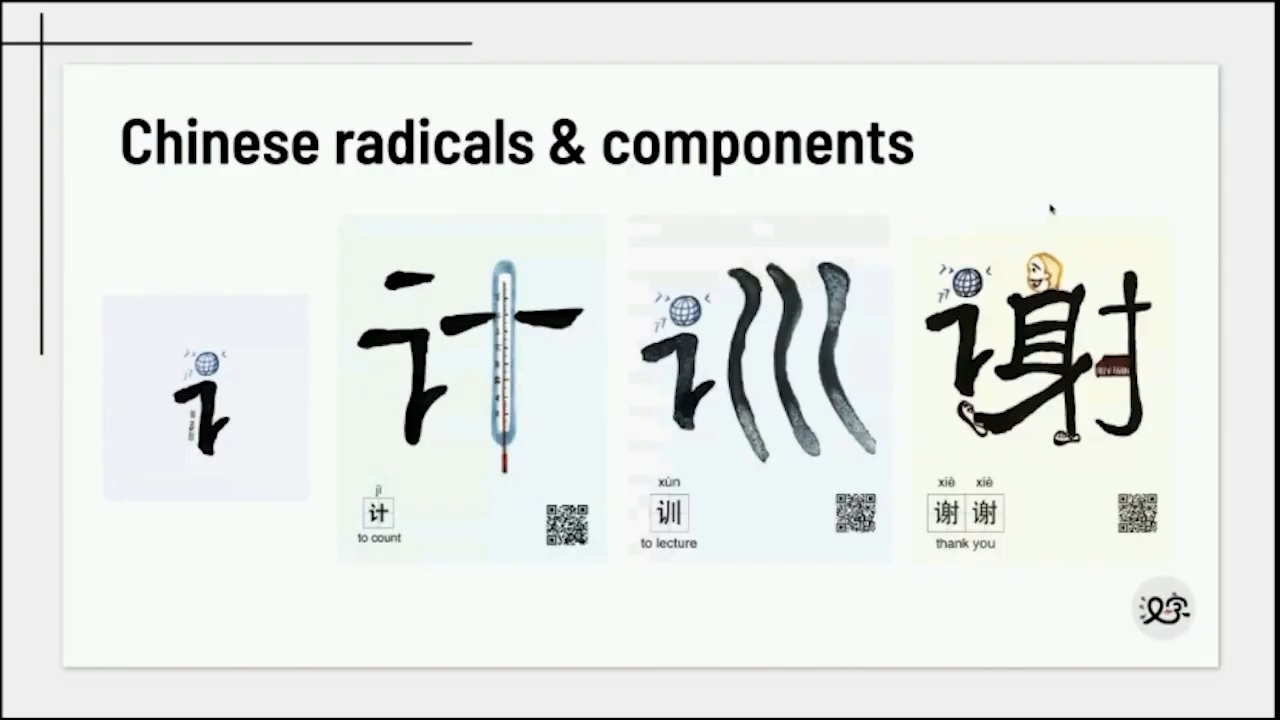 Chinese radicals & components
讠
计
jì
计
to count
训
xùn
训
to lecture
谢
xiè xiè
谢谢
thank you